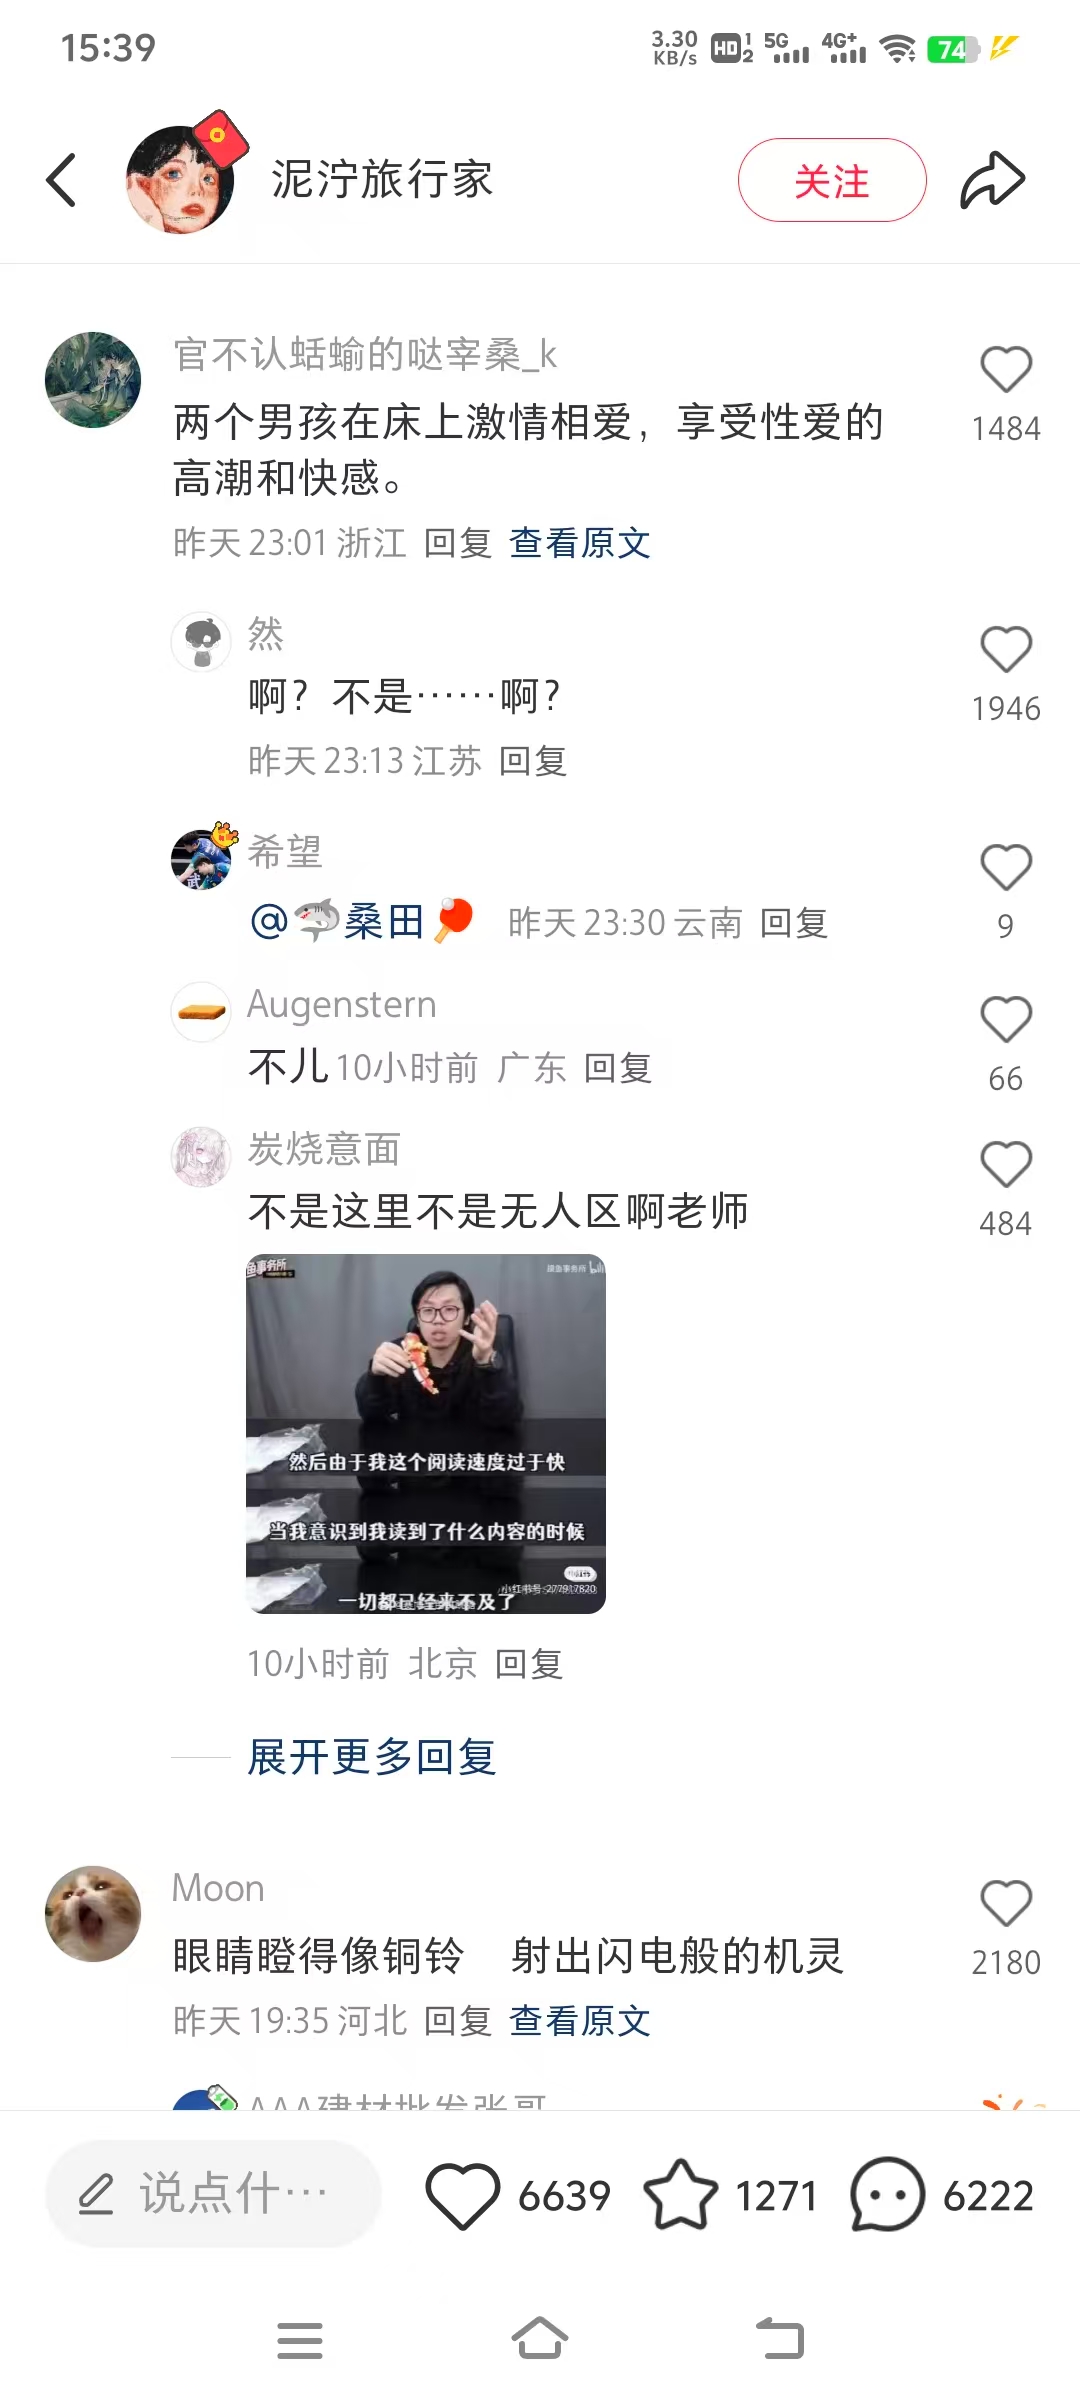 15:39
3.30 KB/s HD 1 2 5G 4G+ 74
泥泞旅行家
关注
官不认蛞蝓的哒宰桑_k
两个男孩在床上激情相爱，享受性爱的
高潮和快感。
1484
昨天 23:01 浙江 回复 查看原文
然
啊？不是……啊？
1946
昨天 23:13 江苏 回复
希望
@🦈桑田🏓 昨天 23:30 云南 回复
9
Augenstern
不儿 10小时前 广东 回复
66
炭烧意面
不是这里不是无人区啊老师
484
鱼事务所
摸鱼事务所 bili
然后由于我这个阅读速度过于快
当我意识到我读到了什么内容的时候
小红书号:277917820
一切都已经来不及了
10小时前 北京 回复
展开更多回复
Moon
眼睛瞪得像铜铃 射出闪电般的机灵
2180
昨天 19:35 河北 回复 查看原文
AAA建材批发张哥
说点什…
6639
1271
6222